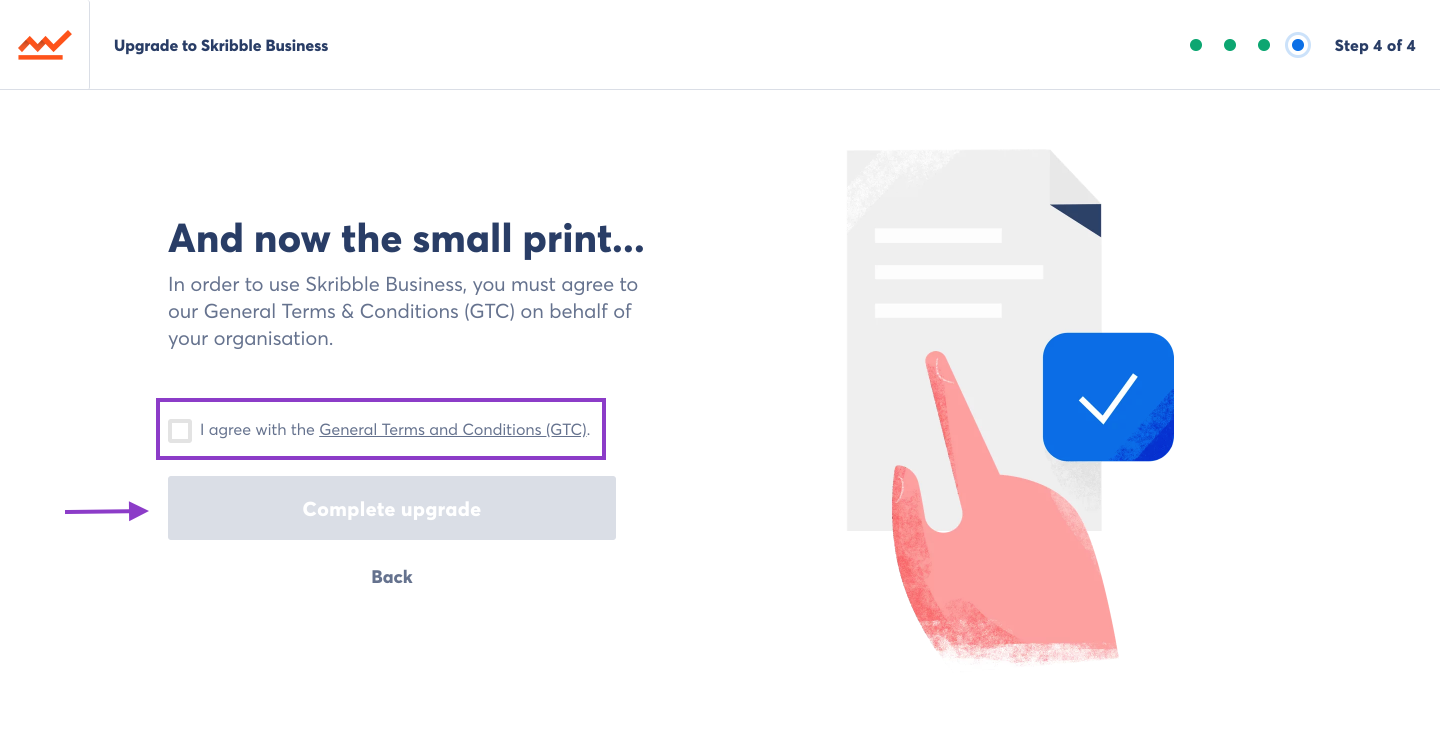 Upgrade to Skribble Business
Step 4 of 4
And now the small print...
In order to use Skribble Business, you must agree to
our General Terms & Conditions (GTC) on behalf of
your organisation.
I agree with the General Terms and Conditions (GTC).
Complete upgrade
Back